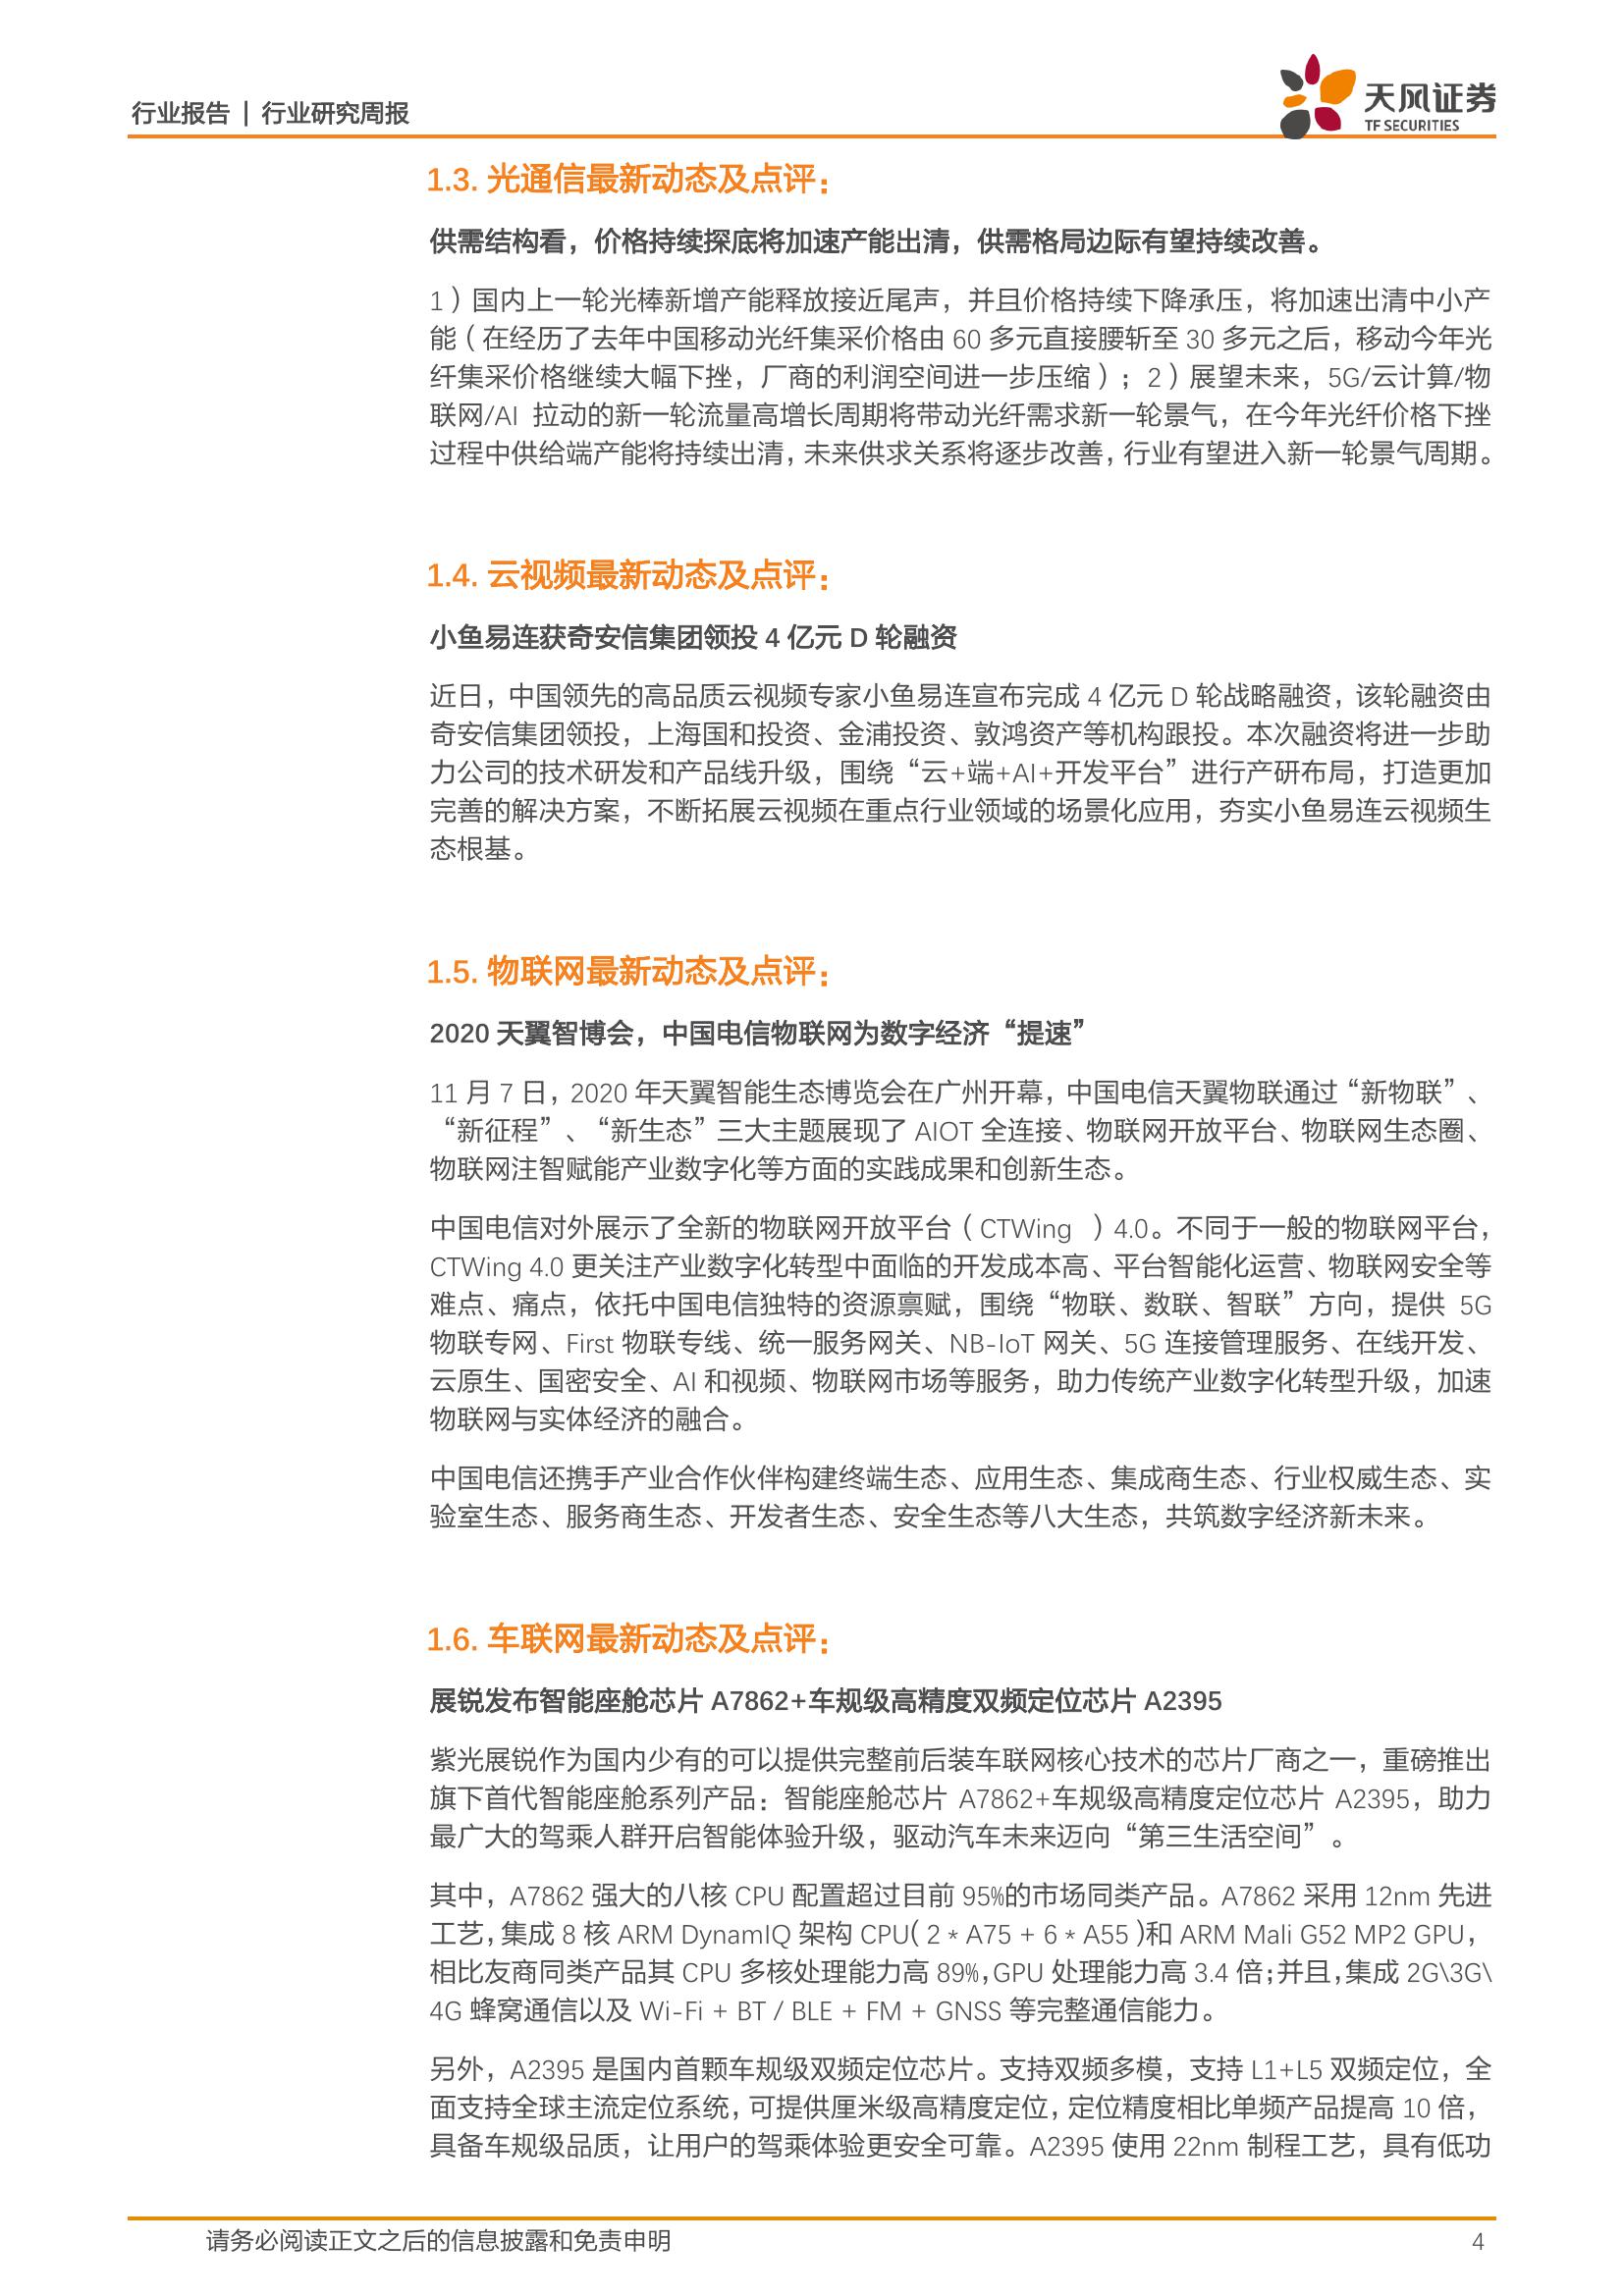 行业报告 | 行业研究周报
天风证券
TF SECURITIES
1.3. 光通信最新动态及点评：
供需结构看，价格持续探底将加速产能出清，供需格局边际有望持续改善。
1）国内上一轮光棒新增产能释放接近尾声，并且价格持续下降承压，将加速出清中小产
能（在经历了去年中国移动光纤集采价格由 60 多元直接腰斩至 30 多元之后，移动今年光
纤集采价格继续大幅下挫，厂商的利润空间进一步压缩）；2）展望未来，5G/云计算/物
联网/AI 拉动的新一轮流量高增长周期将带动光纤需求新一轮景气，在今年光纤价格下挫
过程中供给端产能将持续出清，未来供求关系将逐步改善，行业有望进入新一轮景气周期。
1.4. 云视频最新动态及点评：
小鱼易连获奇安信集团领投 4 亿元 D 轮融资
近日，中国领先的高品质云视频专家小鱼易连宣布完成 4 亿元 D 轮战略融资，该轮融资由
奇安信集团领投，上海国和投资、金浦投资、敦鸿资产等机构跟投。本次融资将进一步助
力公司的技术研发和产品线升级，围绕“云+端+AI+开发平台”进行产研布局，打造更加
完善的解决方案，不断拓展云视频在重点行业领域的场景化应用，夯实小鱼易连云视频生
态根基。
1.5. 物联网最新动态及点评：
2020 天翼智博会，中国电信物联网为数字经济“提速”
11 月 7 日，2020 年天翼智能生态博览会在广州开幕，中国电信天翼物联通过“新物联”、
“新征程”、“新生态”三大主题展现了 AIOT 全连接、物联网开放平台、物联网生态圈、
物联网注智赋能产业数字化等方面的实践成果和创新生态。
中国电信对外展示了全新的物联网开放平台（CTWing ）4.0。不同于一般的物联网平台，
CTWing 4.0 更关注产业数字化转型中面临的开发成本高、平台智能化运营、物联网安全等
难点、痛点，依托中国电信独特的资源禀赋，围绕“物联、数联、智联”方向，提供 5G
物联专网、First 物联专线、统一服务网关、NB-IoT 网关、5G 连接管理服务、在线开发、
云原生、国密安全、AI 和视频、物联网市场等服务，助力传统产业数字化转型升级，加速
物联网与实体经济的融合。
中国电信还携手产业合作伙伴构建终端生态、应用生态、集成商生态、行业权威生态、实
验室生态、服务商生态、开发者生态、安全生态等八大生态，共筑数字经济新未来。
1.6. 车联网最新动态及点评：
展锐发布智能座舱芯片 A7862+车规级高精度双频定位芯片 A2395
紫光展锐作为国内少有的可以提供完整前后装车联网核心技术的芯片厂商之一，重磅推出
旗下首代智能座舱系列产品：智能座舱芯片 A7862+车规级高精度定位芯片 A2395，助力
最广大的驾乘人群开启智能体验升级，驱动汽车未来迈向“第三生活空间”。
其中，A7862 强大的八核 CPU 配置超过目前 95%的市场同类产品。A7862 采用 12nm 先进
工艺，集成 8 核 ARM DynamIQ 架构 CPU（2 * A75 + 6 * A55）和 ARM Mali G52 MP2 GPU，
相比友商同类产品其 CPU 多核处理能力高 89%，GPU 处理能力高 3.4 倍；并且，集成 2G\3G\
4G 蜂窝通信以及 Wi-Fi + BT / BLE + FM + GNSS 等完整通信能力。
另外，A2395 是国内首颗车规级双频定位芯片。支持双频多模，支持 L1+L5 双频定位，全
面支持全球主流定位系统，可提供厘米级高精度定位，定位精度相比单频产品提高 10 倍，
具备车规级品质，让用户的驾乘体验更安全可靠。A2395 使用 22nm 制程工艺，具有低功
请务必阅读正文之后的信息披露和免责申明
4